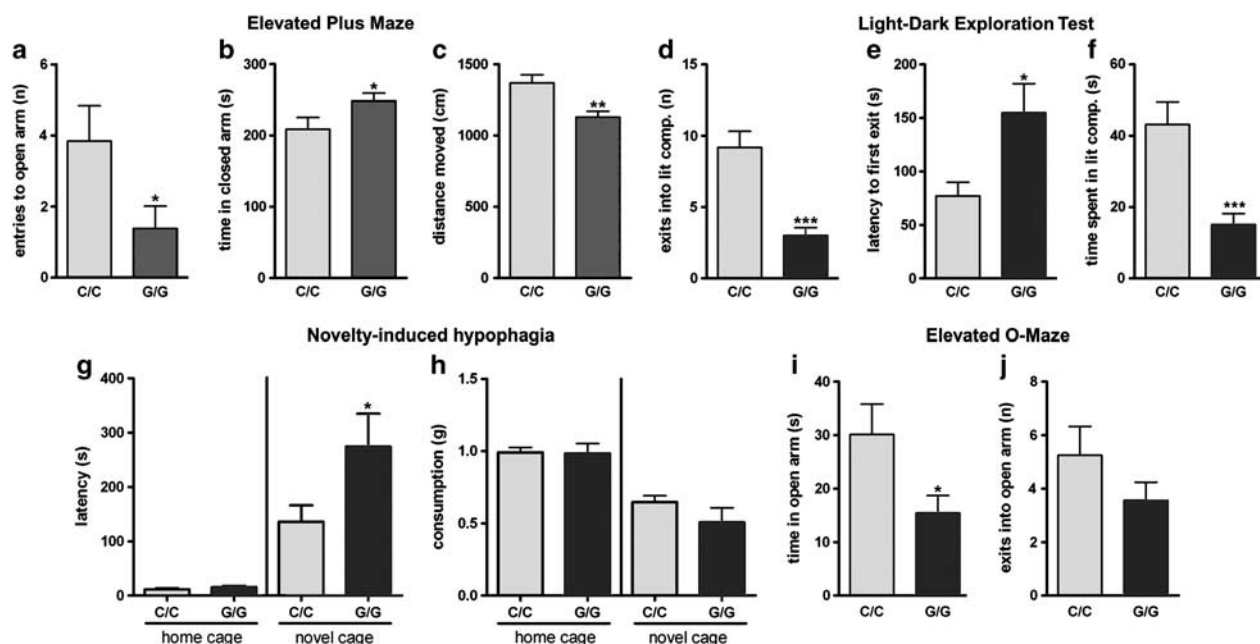 Elevated Plus Maze
Light-Dark Exploration Test
a
entries to open arm (n)
6
4
2
0
*
C/C G/G
b
time in closed arm (s)
300
200
100
0
*
C/C G/G
c
distance moved (cm)
1500
1000
500
0
**
C/C G/G
d
exits into lit comp. (n)
15
10
5
0
***
C/C G/G
e
latency to first exit (s)
200
150
100
50
0
*
C/C G/G
f
time spent in lit comp. (s)
60
40
20
0
***
C/C G/G
Novelty-induced hypophagia
Elevated O-Maze
g
latency (s)
400
300
200
100
0
*
C/C G/G C/C G/G
home cage novel cage
h
consumption (g)
1.5
1.0
0.5
0.0
C/C G/G C/C G/G
home cage novel cage
i
time in open arm (s)
40
30
20
10
0
*
C/C G/G
j
exits into open arm (n)
8
6
4
2
0
C/C G/G